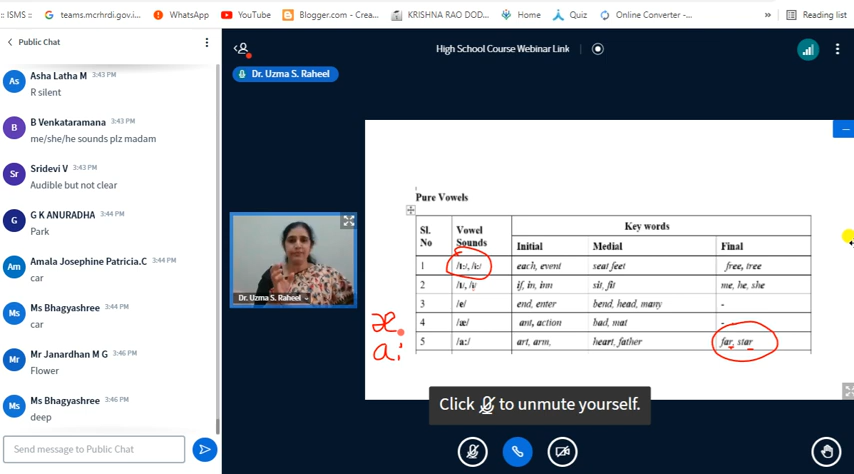 :: ISMS ::
teams.mcrhrdi.gov.i...
WhatsApp
YouTube
Blogger.com - Crea...
KRISHNA RAO DOD...
Home
Quiz
Online Converter -...
»
Reading list
Public Chat
As
Asha Latha M 3:43 PM
R silent
B
B Venkataramana 3:43 PM
me/she/he sounds plz madam
Sr
Sridevi V 3:43 PM
Audible but not clear
G
G K ANURADHA 3:44 PM
Park
Am
Amala Josephine Patricia.C 3:44 PM
car
Ms
Ms Bhagyashree 3:44 PM
car
Mr
Mr Janardhan M G 3:46 PM
Flower
Ms
Ms Bhagyashree 3:46 PM
deep
Send message to Public Chat
High School Course Webinar Link
Dr. Uzma S. Raheel
Dr. Uzma S. Raheel
Pure Vowels
Sl. No Vowel Sounds Key words
Initial Medial Final
1 each, event seat feet free, tree
2 if, in, inn sit, fit me, he, she
3 /e/ end, enter bend, head, many -
4 /æ/ ant, action bad, mat -
5 /a:/ art, arm, heart, father far, star
æ
a:
Click to unmute yourself.